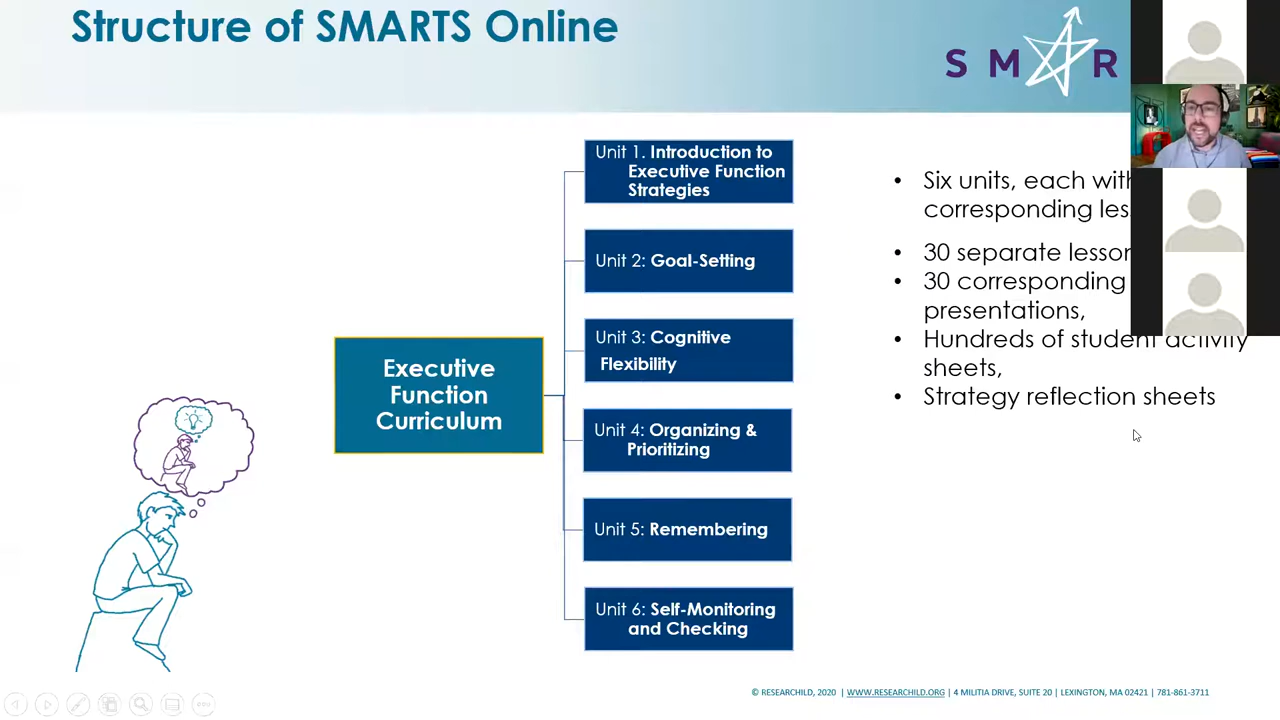 Structure of SMARTS Online
S M R
Unit 1. Introduction to
Executive Function
Strategies
Unit 2: Goal-Setting
Unit 3: Cognitive
Flexibility
Executive
Function
Curriculum
Unit 4: Organizing &
Prioritizing
Unit 5: Remembering
Unit 6: Self-Monitoring
and Checking
• Six units, each with
corresponding
• 30 separate
• 30 corresponding
presentations,
• Hundreds of student activity
sheets,
• Strategy reflection sheets
© RESEARCHILD, 2020 | WWW.RESEARCHILD.ORG | 4 MILITIA DRIVE, SUITE 20 | LEXINGTON, MA 02421 | 781-861-3711